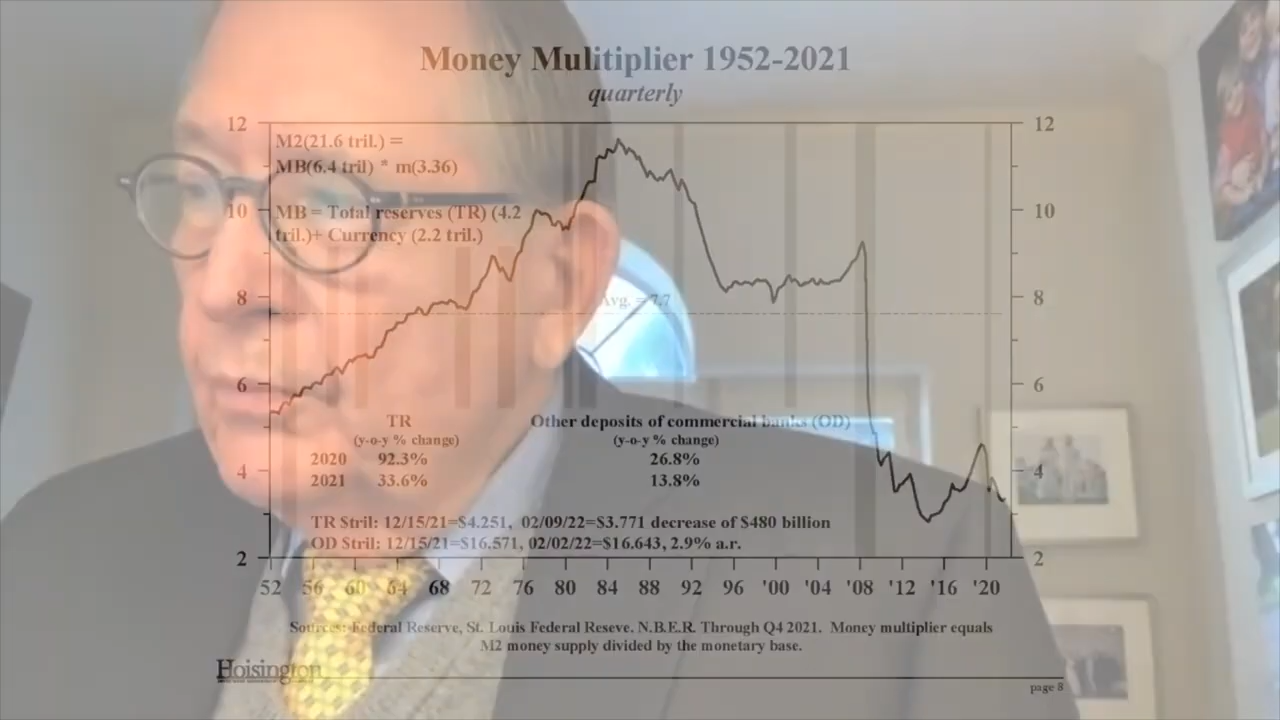 Money Mulitiplier 1952-2021
quarterly
12
12
M2(21.6 tril.) =
MB(6.4 tril) * m(3.36)
10
MB = Total reserves (TR) (4.2
10
tril.)+ Currency (2.2 tril.)
8
Avg. = 7.7
8
6
6
TR
Other deposits of commercial banks (OD)
(y-o-y % change)
(y-o-y % change)
2020 92.3% 26.8%
4
4
2021 33.6% 13.8%
TR $tril: 12/15/21=$4.251, 02/09/22=$3.771 decrease of $480 billion
OD $tril: 12/15/21=$16.571, 02/02/22=$16.643, 2.9% a.r.
2
2
52 56 60 64 68 72 76 80 84 88 92 96 '00 '04 '08 '12 '16 '20
Sources: Federal Reserve, St. Louis Federal Reseve. N.B.E.R. Through Q4 2021. Money multiplier equals
M2 money supply divided by the monetary base.
Hoisington
page 8